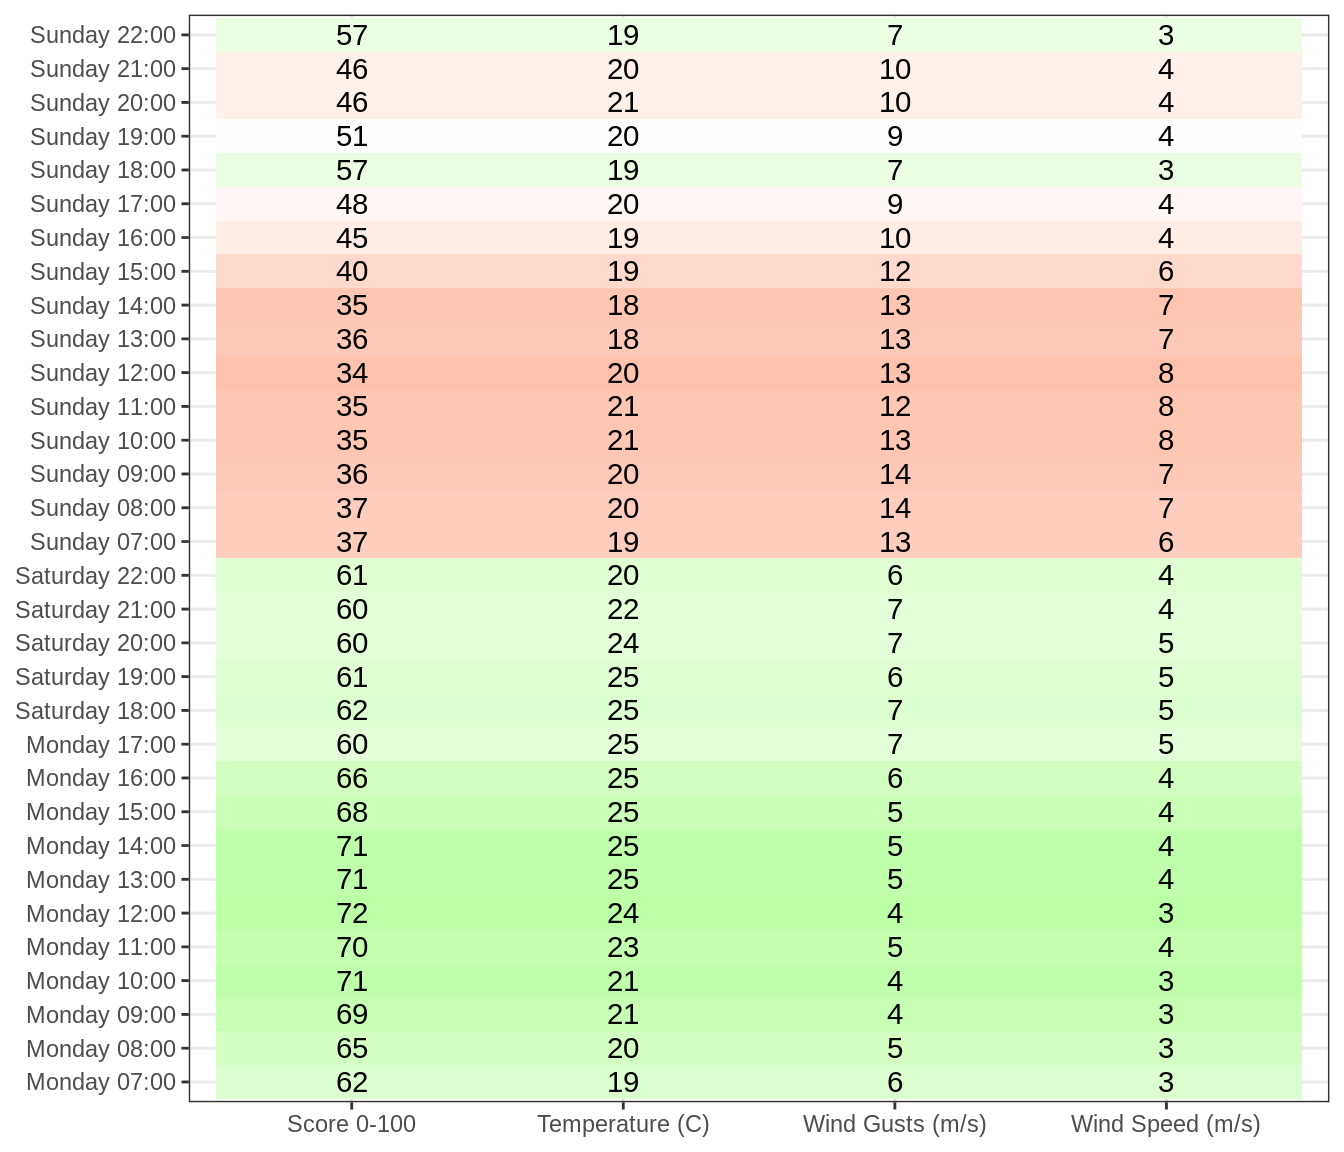 Sunday 22:00 57 19 7 3
Sunday 21:00 46 20 10 4
Sunday 20:00 46 21 10 4
Sunday 19:00 51 20 9 4
Sunday 18:00 57 19 7 3
Sunday 17:00 48 20 9 4
Sunday 16:00 45 19 10 4
Sunday 15:00 40 19 12 6
Sunday 14:00 35 18 13 7
Sunday 13:00 36 18 13 7
Sunday 12:00 34 20 13 8
Sunday 11:00 35 21 12 8
Sunday 10:00 35 21 13 8
Sunday 09:00 36 20 14 7
Sunday 08:00 37 20 14 7
Sunday 07:00 37 19 13 6
Saturday 22:00 61 20 6 4
Saturday 21:00 60 22 7 4
Saturday 20:00 60 24 7 5
Saturday 19:00 61 25 6 5
Saturday 18:00 62 25 7 5
Monday 17:00 60 25 7 5
Monday 16:00 66 25 6 4
Monday 15:00 68 25 5 4
Monday 14:00 71 25 5 4
Monday 13:00 71 25 5 4
Monday 12:00 72 24 4 3
Monday 11:00 70 23 5 4
Monday 10:00 71 21 4 3
Monday 09:00 69 21 4 3
Monday 08:00 65 20 5 3
Monday 07:00 62 19 6 3
Score 0-100 Temperature (C) Wind Gusts (m/s) Wind Speed (m/s)